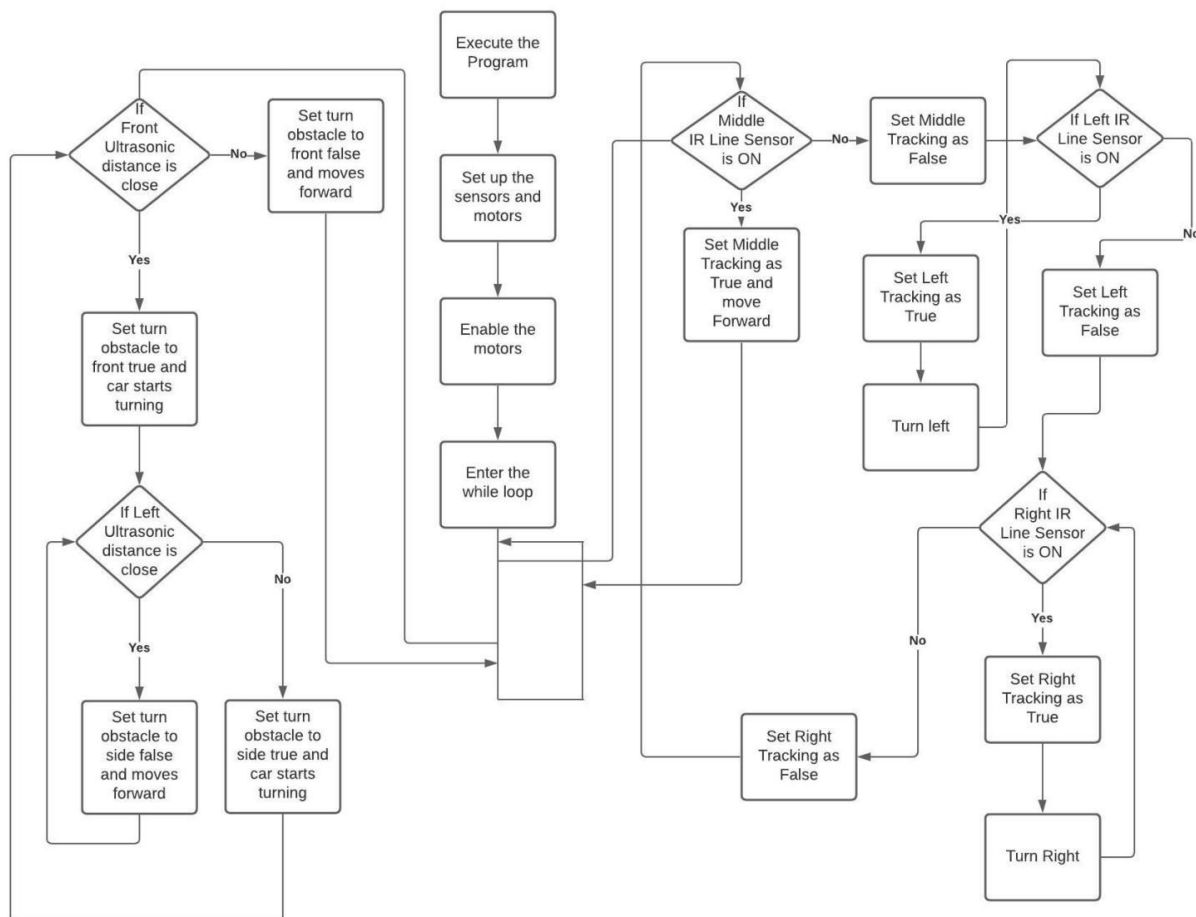 Execute the
Program
Set up the
sensors and
motors
Enable the
motors
Enter the
while loop
If
Front
Ultrasonic
distance is
close
No
Set turn
obstacle to
front false
and moves
forward
Yes
Set turn
obstacle to
front true and
car starts
turning
If Left
Ultrasonic
distance is
close
No
Yes
Set turn
obstacle to
side false
and moves
forward
Set turn
obstacle to
side true and
car starts
turning
If
Middle
IR Line Sensor
is ON
No
Set Middle
Tracking as
False
Yes
Set Middle
Tracking as
True and
move
Forward
If Left IR
Line Sensor
is ON
Yes
No
Set Left
Tracking as
True
Turn left
Set Left
Tracking as
False
If
Right IR
Line Sensor
is ON
No
Yes
Set Right
Tracking as
True
Turn Right
Set Right
Tracking as
False